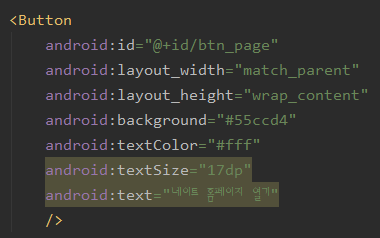 <Button
android:id="@+id/btn_page"
android:layout_width="match_parent"
android:layout_height="wrap_content"
android:background="#55ccd4"
android:textColor="#fff"
android:textSize="17dp"
android:text="네이트 홈페이지 열기"
/>